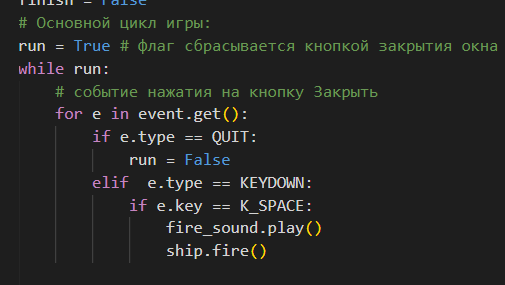 finish = False
# Основной цикл игры:
run = True # флаг сбрасывается кнопкой закрытия окна
while run:
# событие нажатия на кнопку Закрыть
for e in event.get():
if e.type == QUIT:
run = False
elif  e.type == KEYDOWN:
if e.key == K_SPACE:
fire_sound.play()
ship.fire()